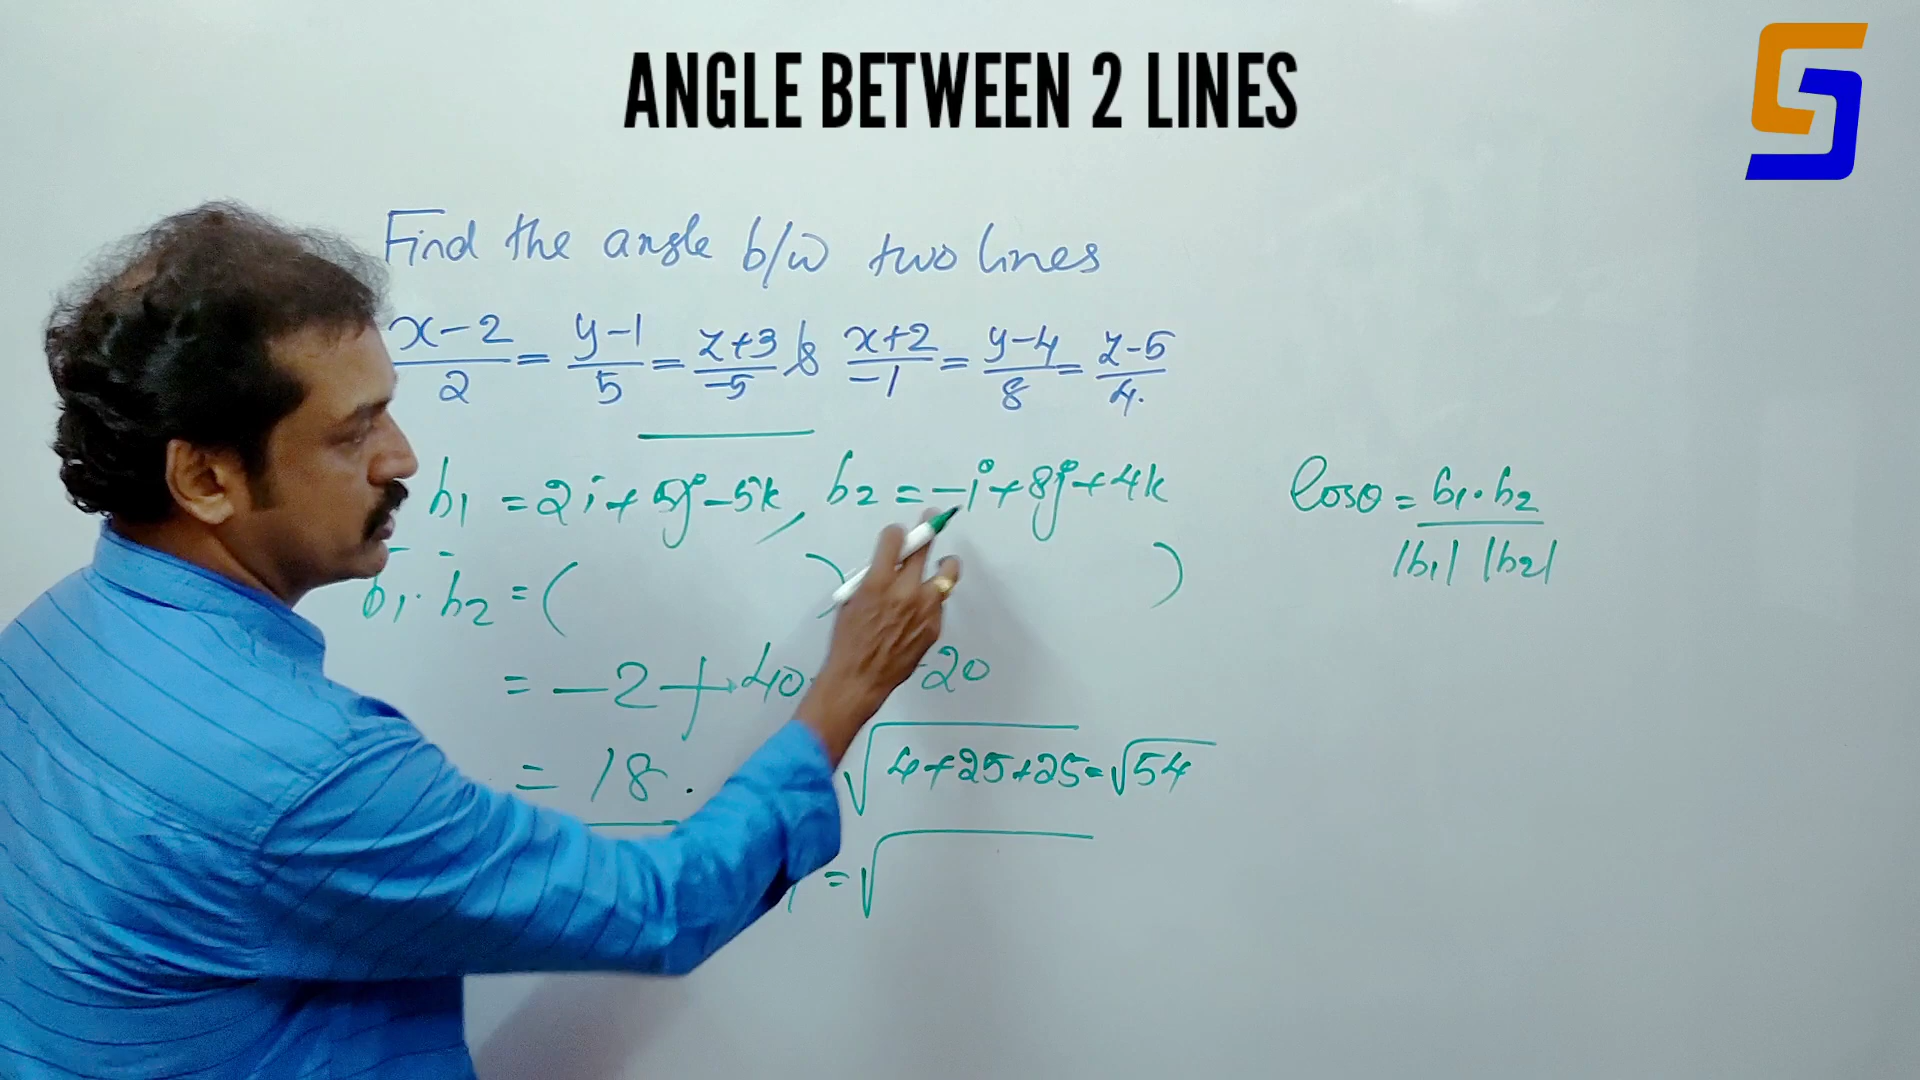 ANGLE BETWEEN 2 LINES
Find the angle b/w two lines
x-2/2 = y-1/5 = z+3/-5 & x+2/-1 = y-4/8 = z-5/4.
b1 = 2i+5j-5k, b2 = -i+8j+4k
cosθ = b1.b2 / |b1| |b2|
b1.b2 = ( ) )
= -2+40 -20
= 18.
√4+25+25 = √54
= √